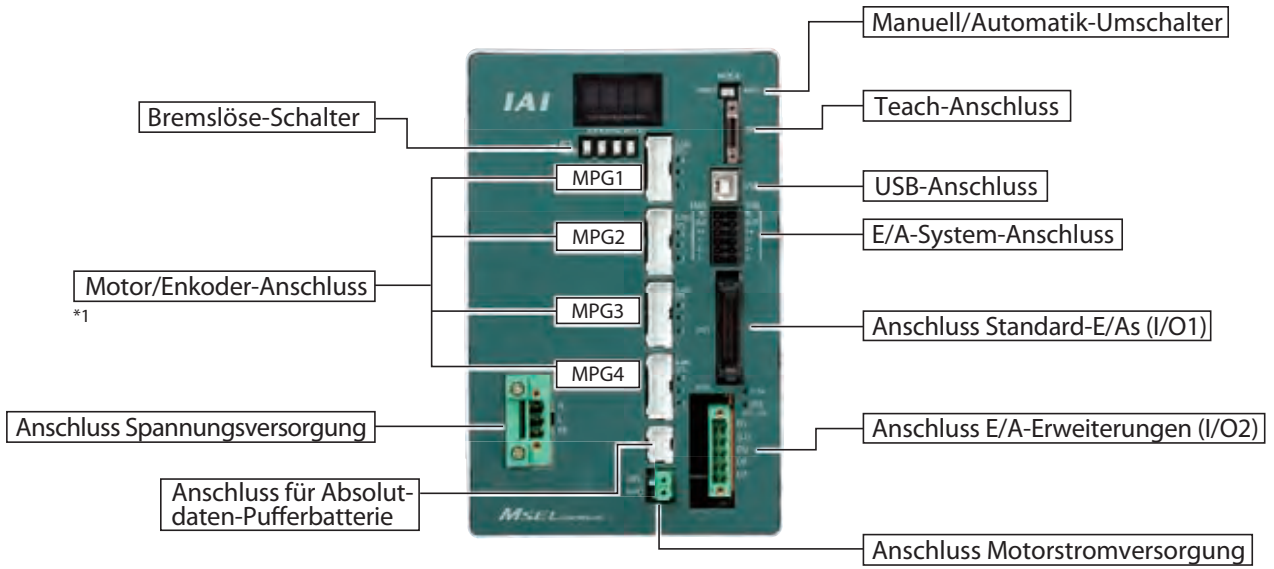 Manuell/Automatik-Umschalter
IAI
Teach-Anschluss
Bremslöse-Schalter
MPG1
USB-Anschluss
MPG2
E/A-System-Anschluss
Motor/Enkoder-Anschluss
*1
MPG3
Anschluss Standard-E/As (I/O1)
MPG4
Anschluss Spannungsversorgung
Anschluss E/A-Erweiterungen (I/O2)
Anschluss für Absolut-
daten-Pufferbatterie
MSEL
Anschluss Motorstromversorgung